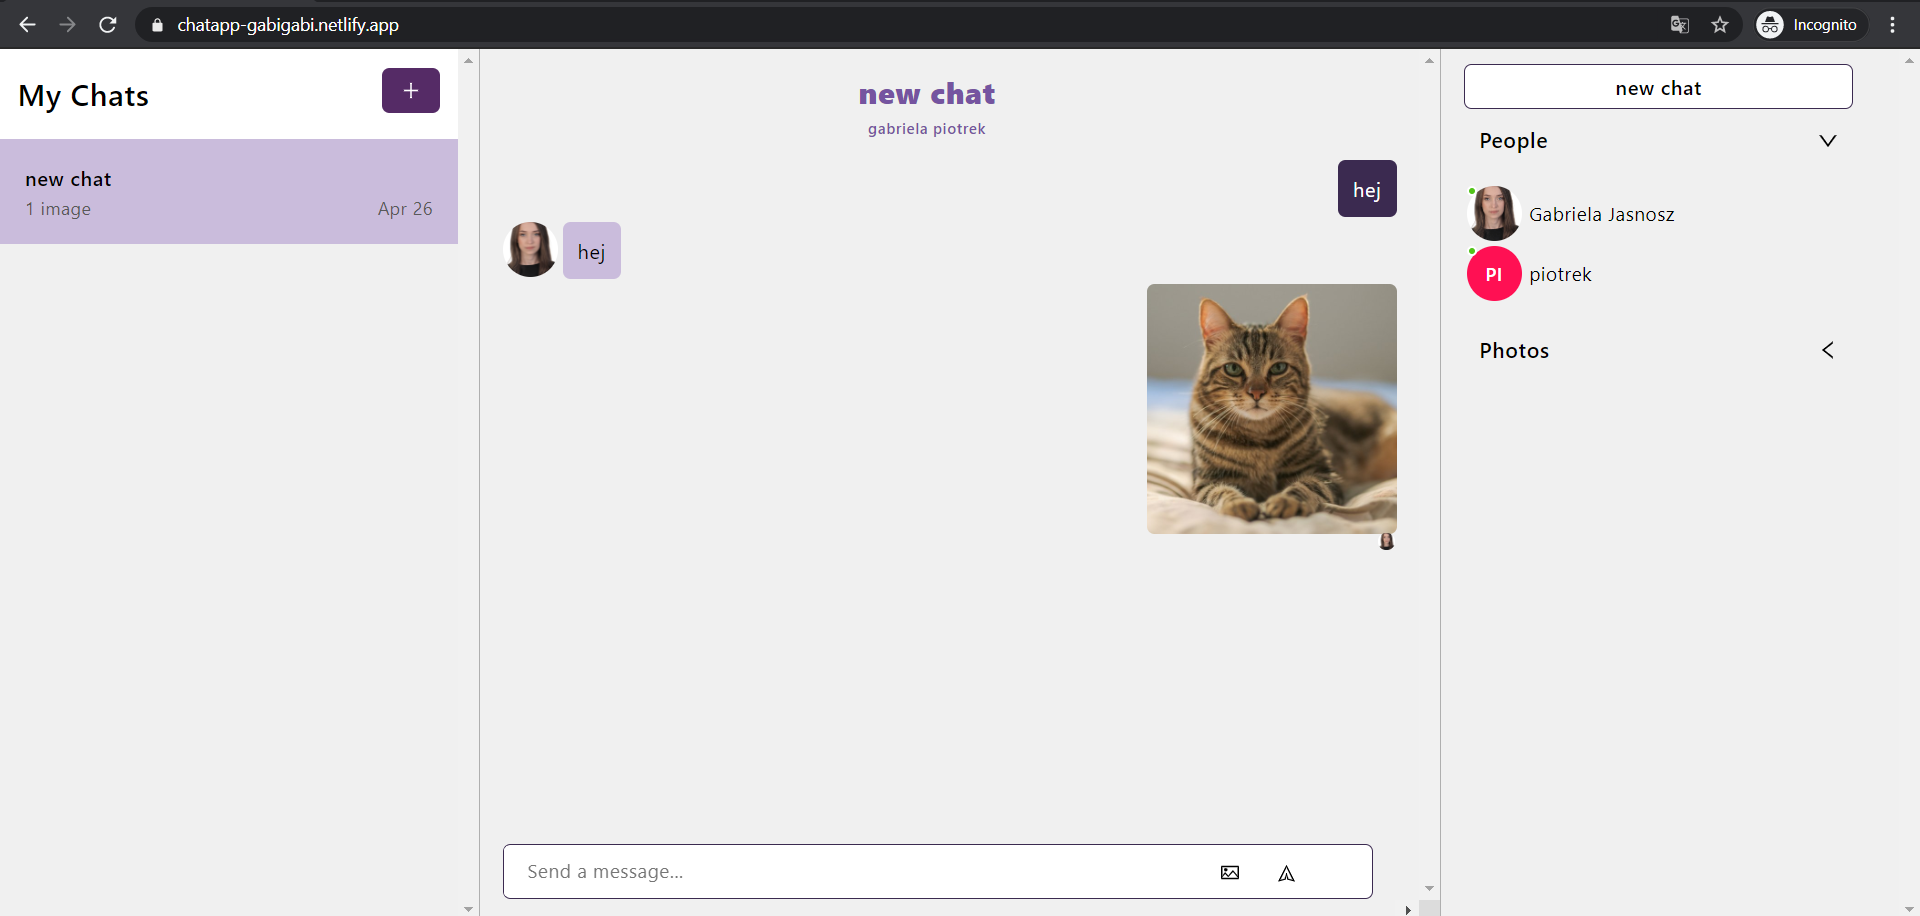 chatapp-gabigabi.netlify.app
Incognito
My Chats
+
new chat
1 image
Apr 26
new chat
gabriela piotrek
hej
hej
Send a message...
new chat
People
Gabriela Jasnosz
PI
piotrek
Photos